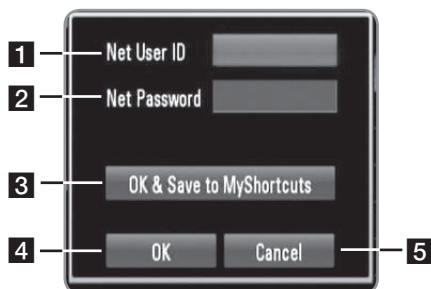 1 Net User ID
2 Net Password
3 OK & Save to MyShortcuts
4 OK Cancel 5